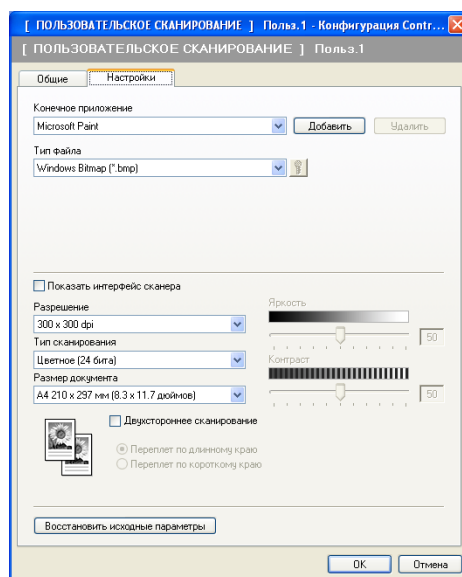 [ ПОЛЬЗОВАТЕЛЬСКОЕ СКАНИРОВАНИЕ ] Польз.1 - Конфигурация Contr...
[ ПОЛЬЗОВАТЕЛЬСКОЕ СКАНИРОВАНИЕ ] Польз.1
Общие Настройки
Конечное приложение
Microsoft Paint Добавить Удалить
Тип файла
Windows Bitmap (*.bmp)
Показать интерфейс сканера
Разрешение Яркость
300 x 300 dpi 50
Тип сканирования
Цветное (24 бита) Контраст
Размер документа
A4 210 x 297 мм (8.3 x 11.7 дюймов) 50
Двухстороннее сканирование
Переплет по длинному краю
Переплет по короткому краю
Восстановить исходные параметры
OK Отмена